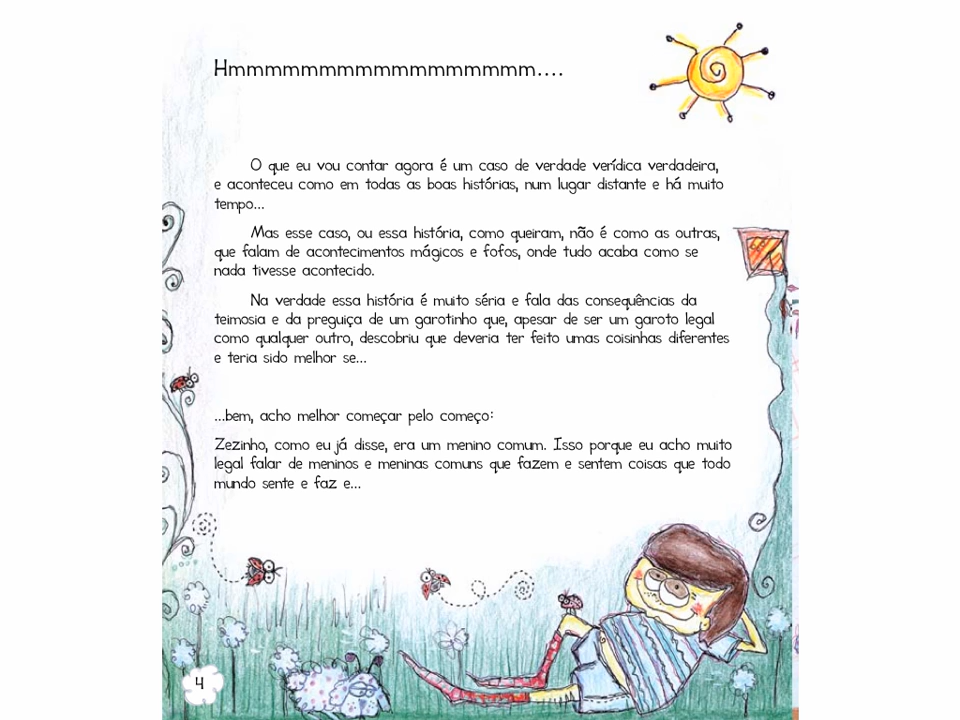 Hmmmmmmmmmmmmmmmmm....
O que eu vou contar agora é um caso de verdade verídica verdadeira,
e aconteceu como em todas as boas histórias, num lugar distante e há muito
tempo...
Mas esse caso, ou essa história, como queiram, não é como as outras,
que falam de acontecimentos mágicos e fofos, onde tudo acaba como se
nada tivesse acontecido.
Na verdade essa história é muito séria e fala das consequências da
teimosia e da preguiça de um garotinho que, apesar de ser um garoto legal
como qualquer outro, descobriu que deveria ter feito umas coisinhas diferentes
e teria sido melhor se...
...bem, acho melhor começar pelo começo:
Zezinho, como eu já disse, era um menino comum. Isso porque eu acho muito
legal falar de meninos e meninas comuns que fazem e sentem coisas que todo
mundo sente e faz e...
4